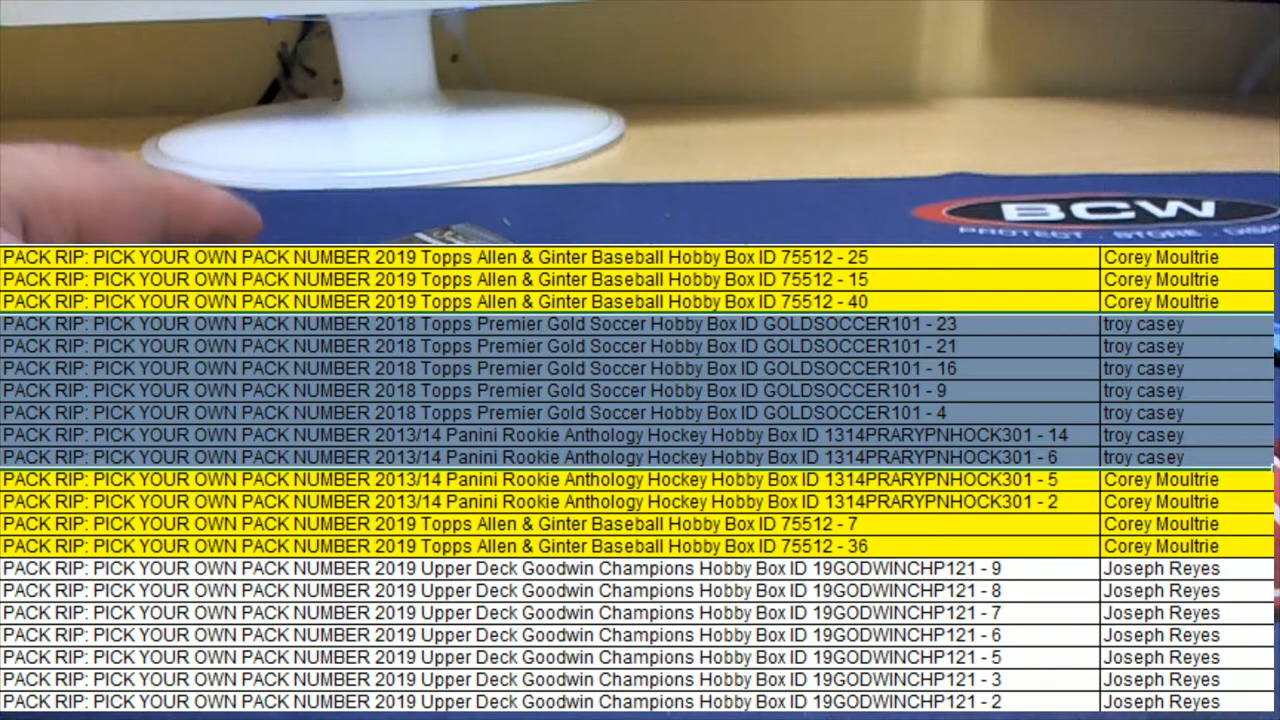 BCW
PROTECT · STORE ·
PACK RIP: PICK YOUR OWN PACK NUMBER 2019 Topps Allen & Ginter Baseball Hobby Box ID 75512 - 25 Corey Moultrie
PACK RIP: PICK YOUR OWN PACK NUMBER 2019 Topps Allen & Ginter Baseball Hobby Box ID 75512 - 15 Corey Moultrie
PACK RIP: PICK YOUR OWN PACK NUMBER 2019 Topps Allen & Ginter Baseball Hobby Box ID 75512 - 40 Corey Moultrie
PACK RIP: PICK YOUR OWN PACK NUMBER 2018 Topps Premier Gold Soccer Hobby Box ID GOLDSOCCER101 - 23 troy casey
PACK RIP: PICK YOUR OWN PACK NUMBER 2018 Topps Premier Gold Soccer Hobby Box ID GOLDSOCCER101 - 21 troy casey
PACK RIP: PICK YOUR OWN PACK NUMBER 2018 Topps Premier Gold Soccer Hobby Box ID GOLDSOCCER101 - 16 troy casey
PACK RIP: PICK YOUR OWN PACK NUMBER 2018 Topps Premier Gold Soccer Hobby Box ID GOLDSOCCER101 - 9 troy casey
PACK RIP: PICK YOUR OWN PACK NUMBER 2018 Topps Premier Gold Soccer Hobby Box ID GOLDSOCCER101 - 4 troy casey
PACK RIP: PICK YOUR OWN PACK NUMBER 2013/14 Panini Rookie Anthology Hockey Hobby Box ID 1314PRARYPNHOCK301 - 14 troy casey
PACK RIP: PICK YOUR OWN PACK NUMBER 2013/14 Panini Rookie Anthology Hockey Hobby Box ID 1314PRARYPNHOCK301 - 6 troy casey
PACK RIP: PICK YOUR OWN PACK NUMBER 2013/14 Panini Rookie Anthology Hockey Hobby Box ID 1314PRARYPNHOCK301 - 5 Corey Moultrie
PACK RIP: PICK YOUR OWN PACK NUMBER 2013/14 Panini Rookie Anthology Hockey Hobby Box ID 1314PRARYPNHOCK301 - 2 Corey Moultrie
PACK RIP: PICK YOUR OWN PACK NUMBER 2019 Topps Allen & Ginter Baseball Hobby Box ID 75512 - 7 Corey Moultrie
PACK RIP: PICK YOUR OWN PACK NUMBER 2019 Topps Allen & Ginter Baseball Hobby Box ID 75512 - 36 Corey Moultrie
PACK RIP: PICK YOUR OWN PACK NUMBER 2019 Upper Deck Goodwin Champions Hobby Box ID 19GODWINCHP121 - 9 Joseph Reyes
PACK RIP: PICK YOUR OWN PACK NUMBER 2019 Upper Deck Goodwin Champions Hobby Box ID 19GODWINCHP121 - 8 Joseph Reyes
PACK RIP: PICK YOUR OWN PACK NUMBER 2019 Upper Deck Goodwin Champions Hobby Box ID 19GODWINCHP121 - 7 Joseph Reyes
PACK RIP: PICK YOUR OWN PACK NUMBER 2019 Upper Deck Goodwin Champions Hobby Box ID 19GODWINCHP121 - 6 Joseph Reyes
PACK RIP: PICK YOUR OWN PACK NUMBER 2019 Upper Deck Goodwin Champions Hobby Box ID 19GODWINCHP121 - 5 Joseph Reyes
PACK RIP: PICK YOUR OWN PACK NUMBER 2019 Upper Deck Goodwin Champions Hobby Box ID 19GODWINCHP121 - 3 Joseph Reyes
PACK RIP: PICK YOUR OWN PACK NUMBER 2019 Upper Deck Goodwin Champions Hobby Box ID 19GODWINCHP121 - 2 Joseph Reyes